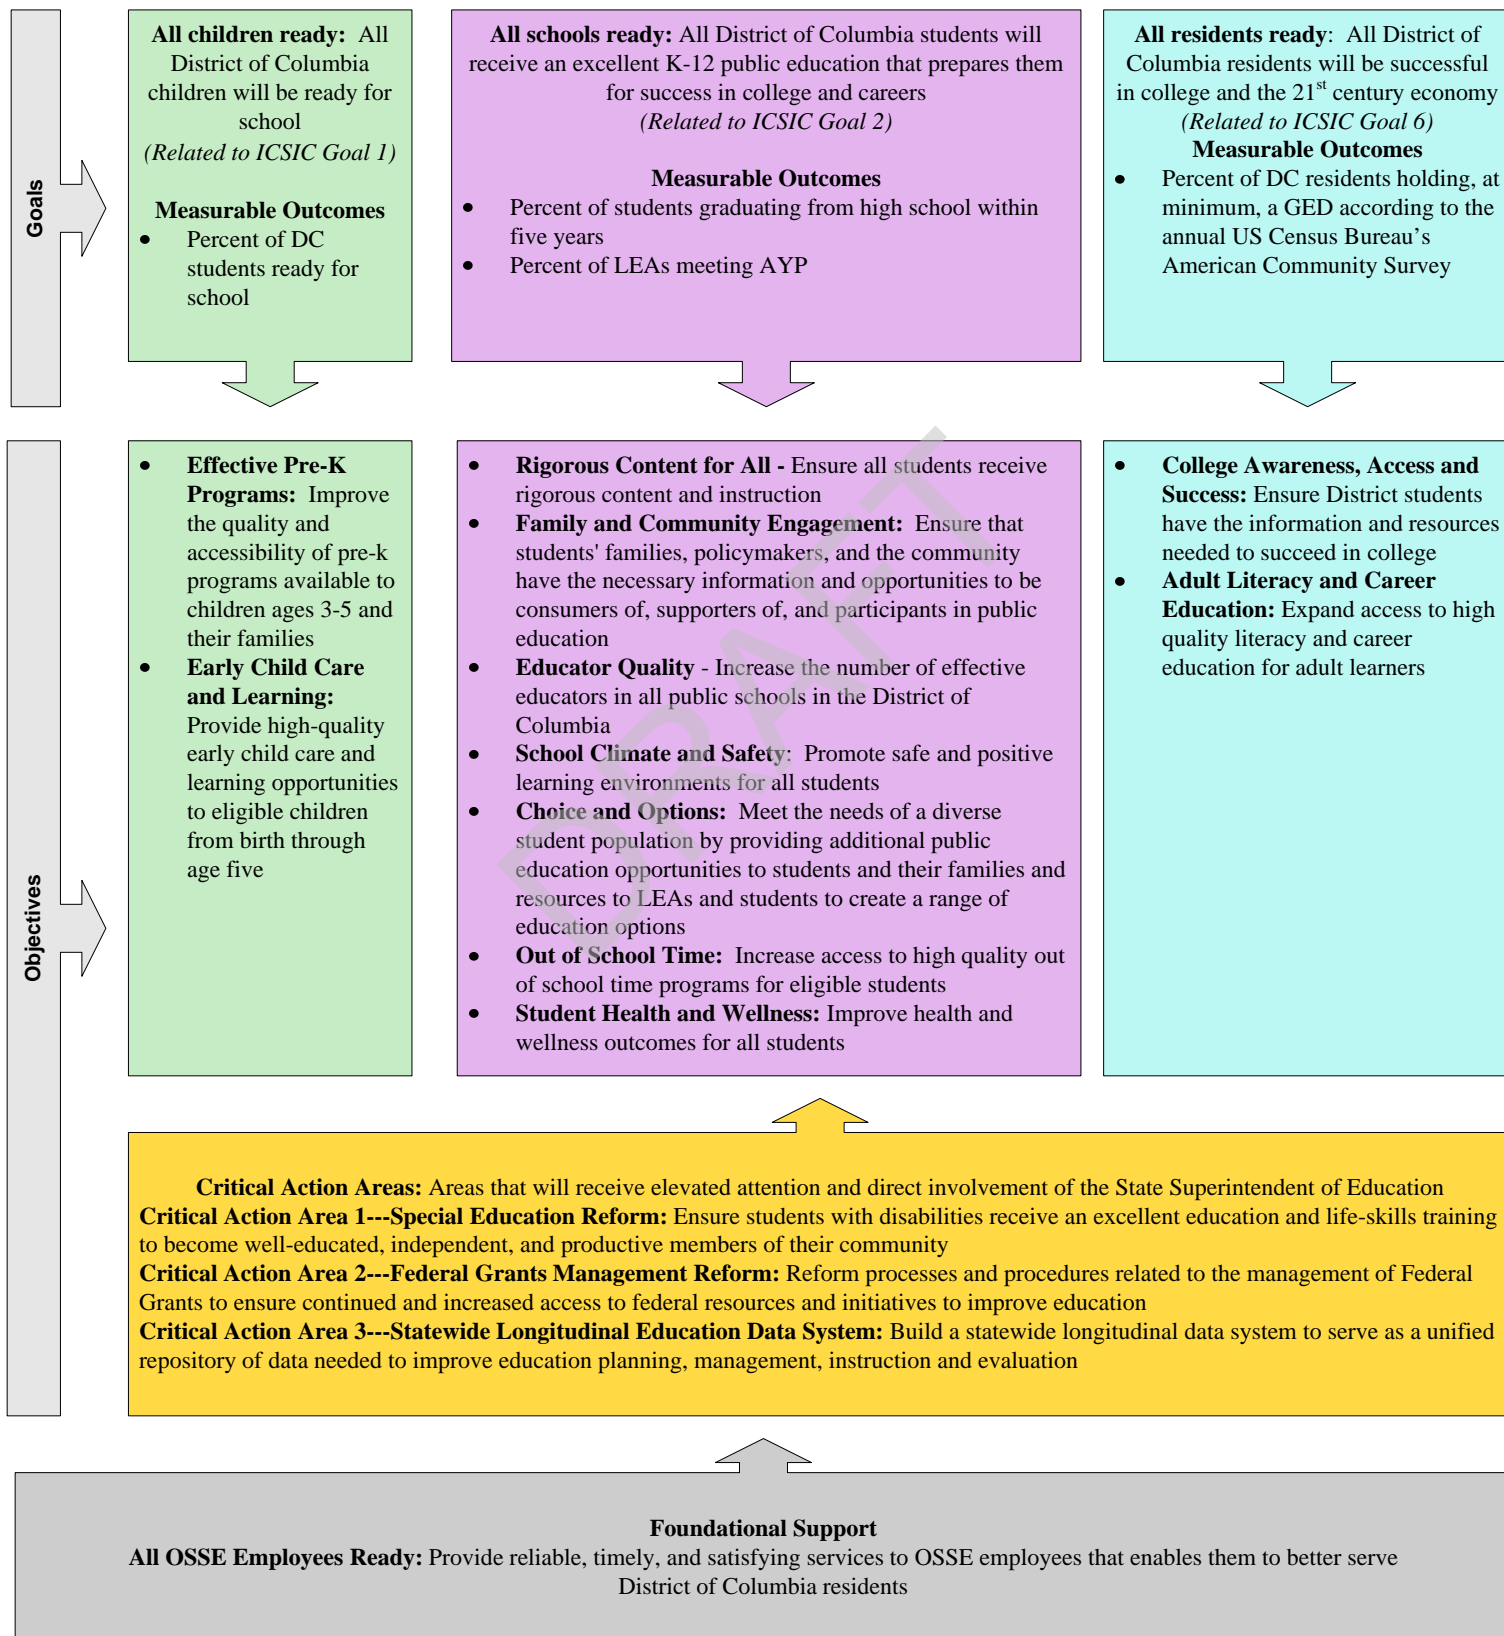 Goals
All children ready: All
District of Columbia
children will be ready for
school
(Related to ICSIC Goal 1)
Measurable Outcomes
• Percent of DC
students ready for
school
All schools ready: All District of Columbia students will
receive an excellent K-12 public education that prepares them
for success in college and careers
(Related to ICSIC Goal 2)
Measurable Outcomes
• Percent of students graduating from high school within
five years
• Percent of LEAs meeting AYP
All residents ready: All District of
Columbia residents will be successful
in college and the 21st century economy
(Related to ICSIC Goal 6)
Measurable Outcomes
• Percent of DC residents holding, at
minimum, a GED according to the
annual US Census Bureau's
American Community Survey
Objectives
• Effective Pre-K
Programs: Improve
the quality and
accessibility of pre-k
programs available to
children ages 3-5 and
their families
• Early Child Care
and Learning:
Provide high-quality
early child care and
learning opportunities
to eligible children
from birth through
age five
• Rigorous Content for All - Ensure all students receive
rigorous content and instruction
• Family and Community Engagement: Ensure that
students' families, policymakers, and the community
have the necessary information and opportunities to be
consumers of, supporters of, and participants in public
education
• Educator Quality - Increase the number of effective
educators in all public schools in the District of
Columbia
• School Climate and Safety: Promote safe and positive
learning environments for all students
• Choice and Options: Meet the needs of a diverse
student population by providing additional public
education opportunities to students and their families and
resources to LEAs and students to create a range of
education options
• Out of School Time: Increase access to high quality out
of school time programs for eligible students
• Student Health and Wellness: Improve health and
wellness outcomes for all students
• College Awareness, Access and
Success: Ensure District students
have the information and resources
needed to succeed in college
• Adult Literacy and Career
Education: Expand access to high
quality literacy and career
education for adult learners
DRAFT
Critical Action Areas: Areas that will receive elevated attention and direct involvement of the State Superintendent of Education
Critical Action Area 1---Special Education Reform: Ensure students with disabilities receive an excellent education and life-skills training
to become well-educated, independent, and productive members of their community
Critical Action Area 2---Federal Grants Management Reform: Reform processes and procedures related to the management of Federal
Grants to ensure continued and increased access to federal resources and initiatives to improve education
Critical Action Area 3---Statewide Longitudinal Education Data System: Build a statewide longitudinal data system to serve as a unified
repository of data needed to improve education planning, management, instruction and evaluation
Foundational Support
All OSSE Employees Ready: Provide reliable, timely, and satisfying services to OSSE employees that enables them to better serve
District of Columbia residents